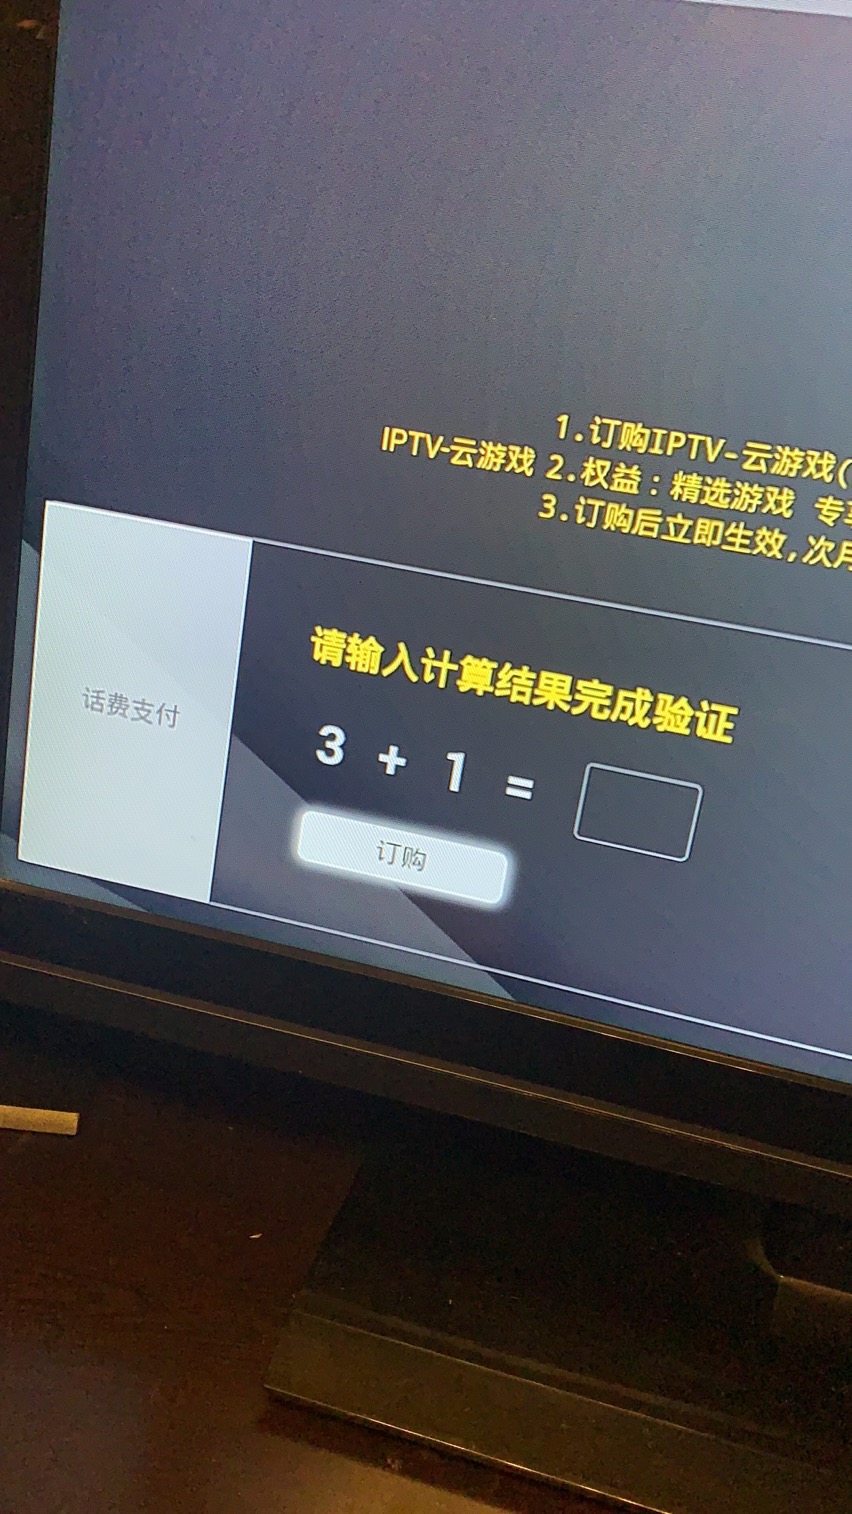 1.订购IPTV-云游戏(
IPTV-云游戏 2.权益：精选游戏 专
3.订购后立即生效,次月
请输入计算结果完成验证
话费支付
3 + 1 =
订购